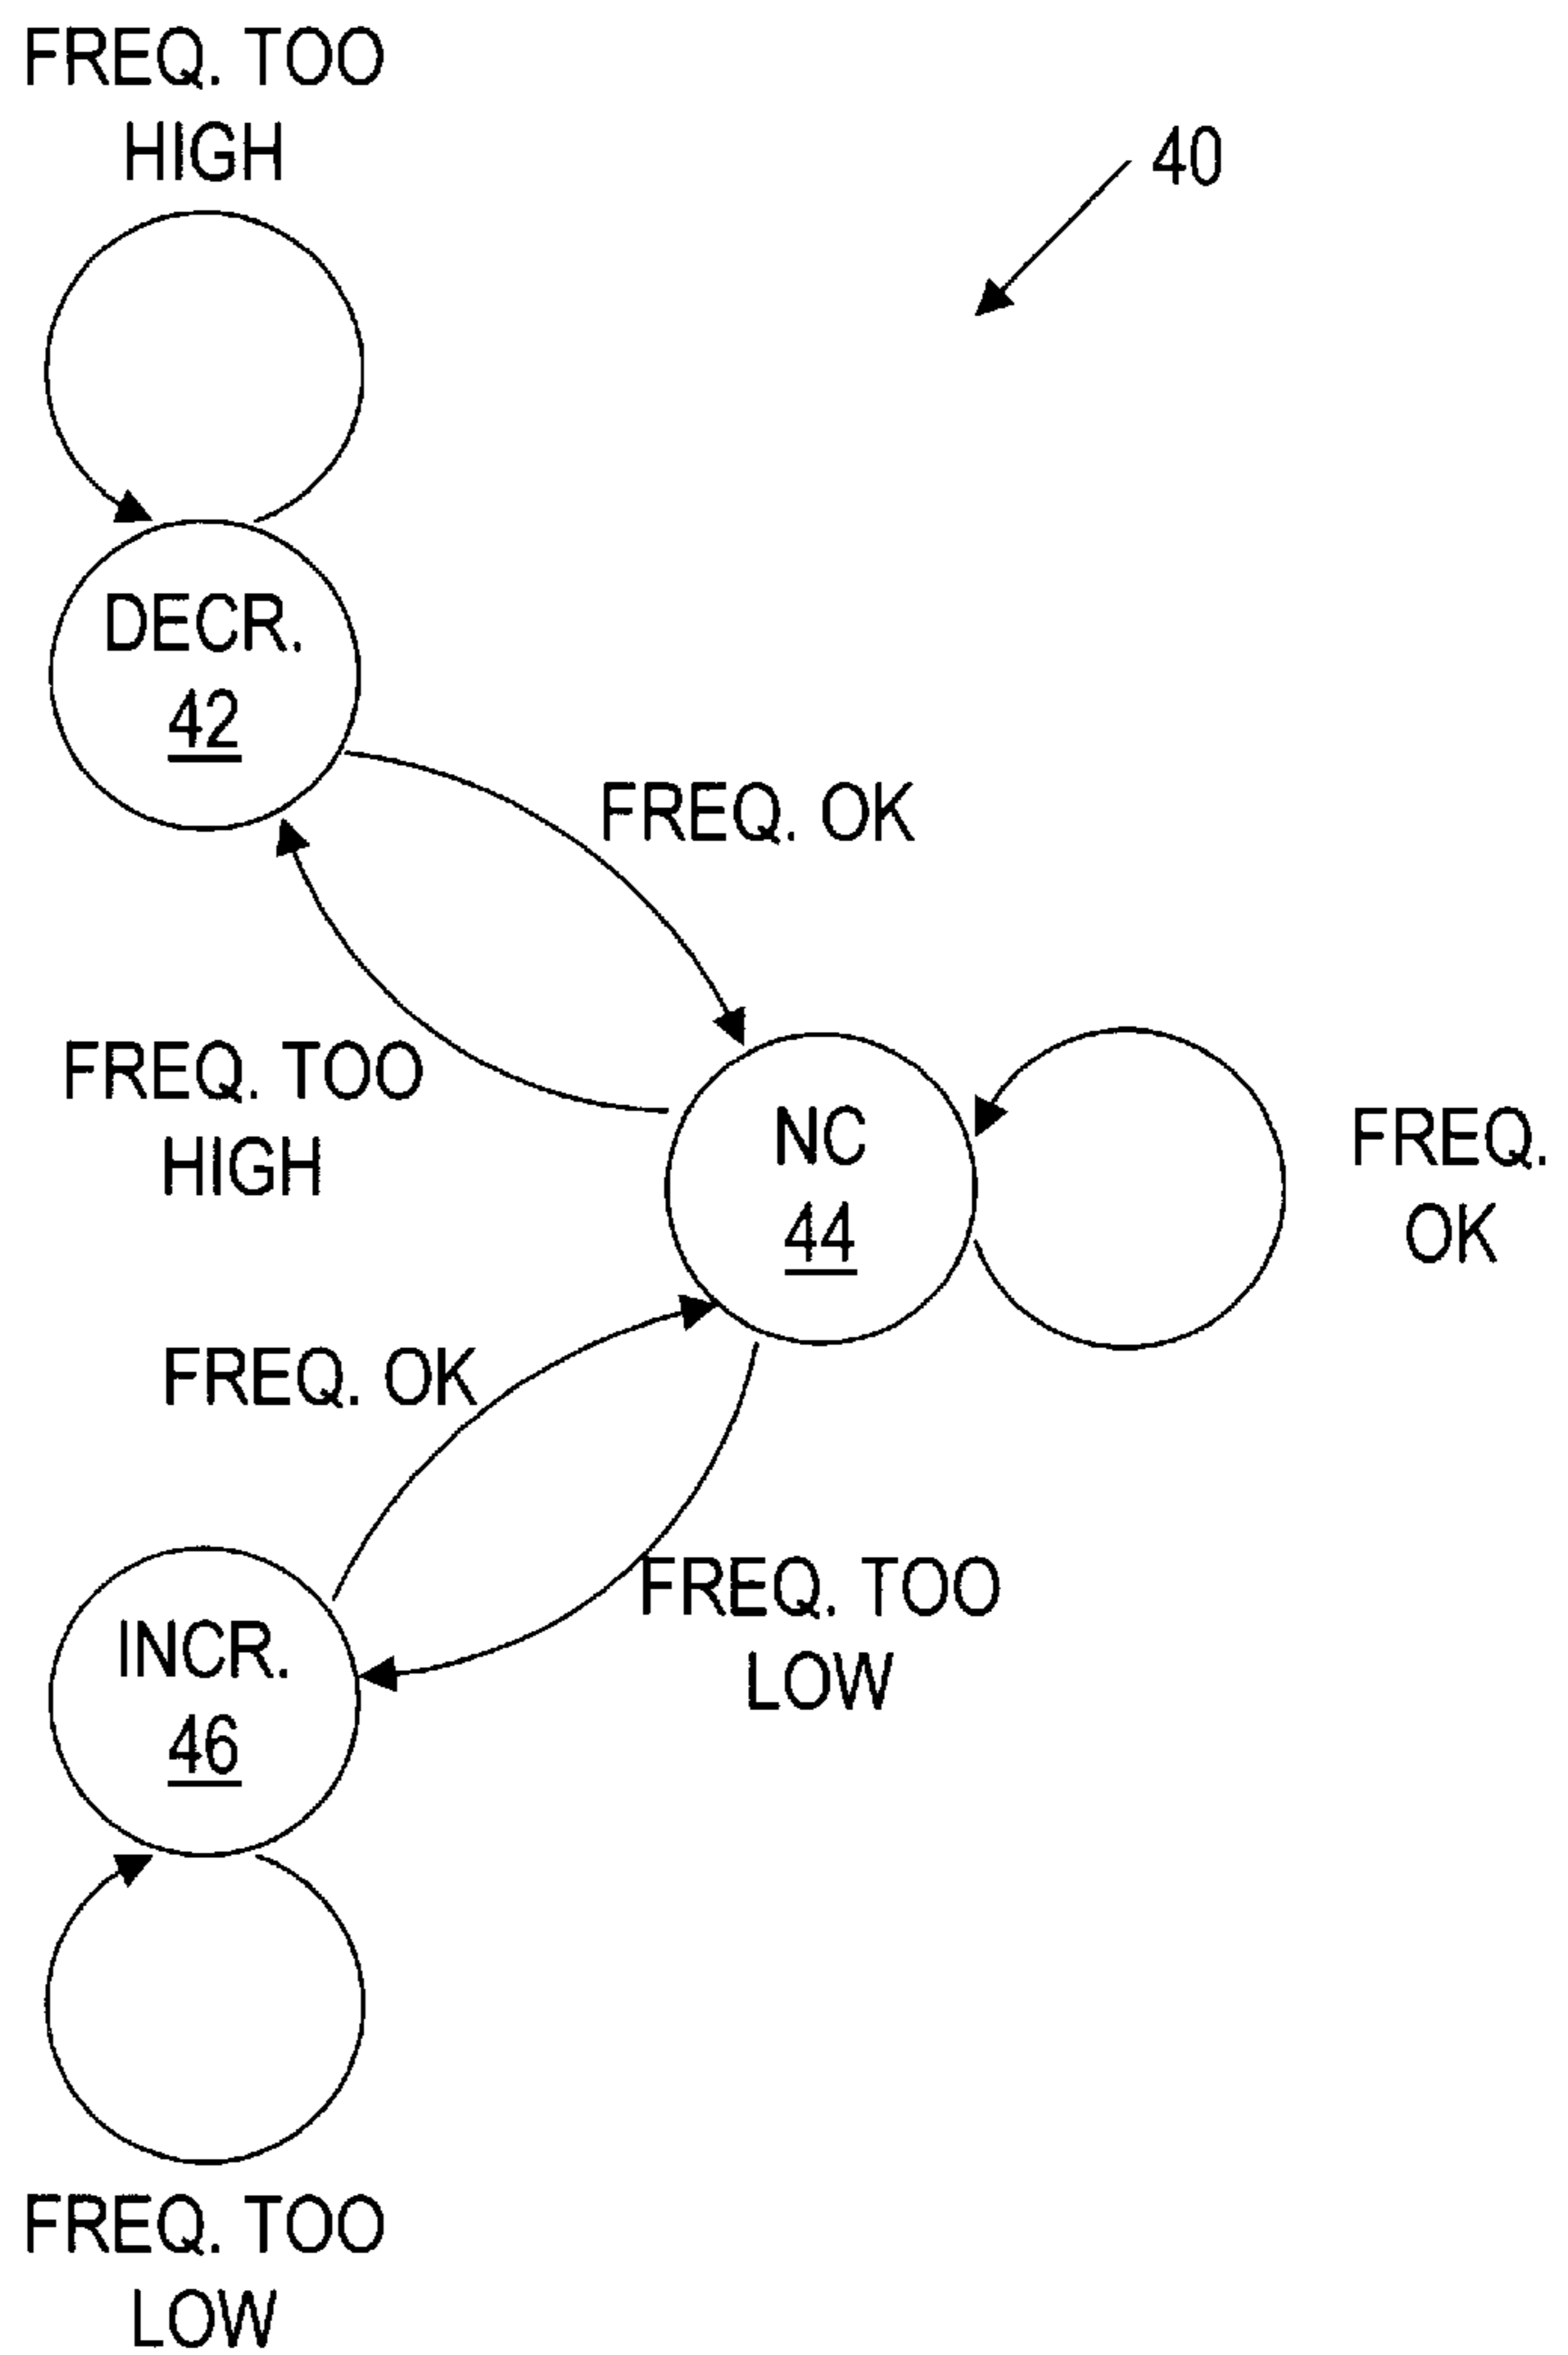 FREQ. TOO
HIGH
40
DECR.
42
FREQ. OK
FREQ. TOO
HIGH
NC
44
FREQ.
OK
FREQ. OK
FREQ. TOO
LOW
INCR.
46
FREQ. TOO
LOW